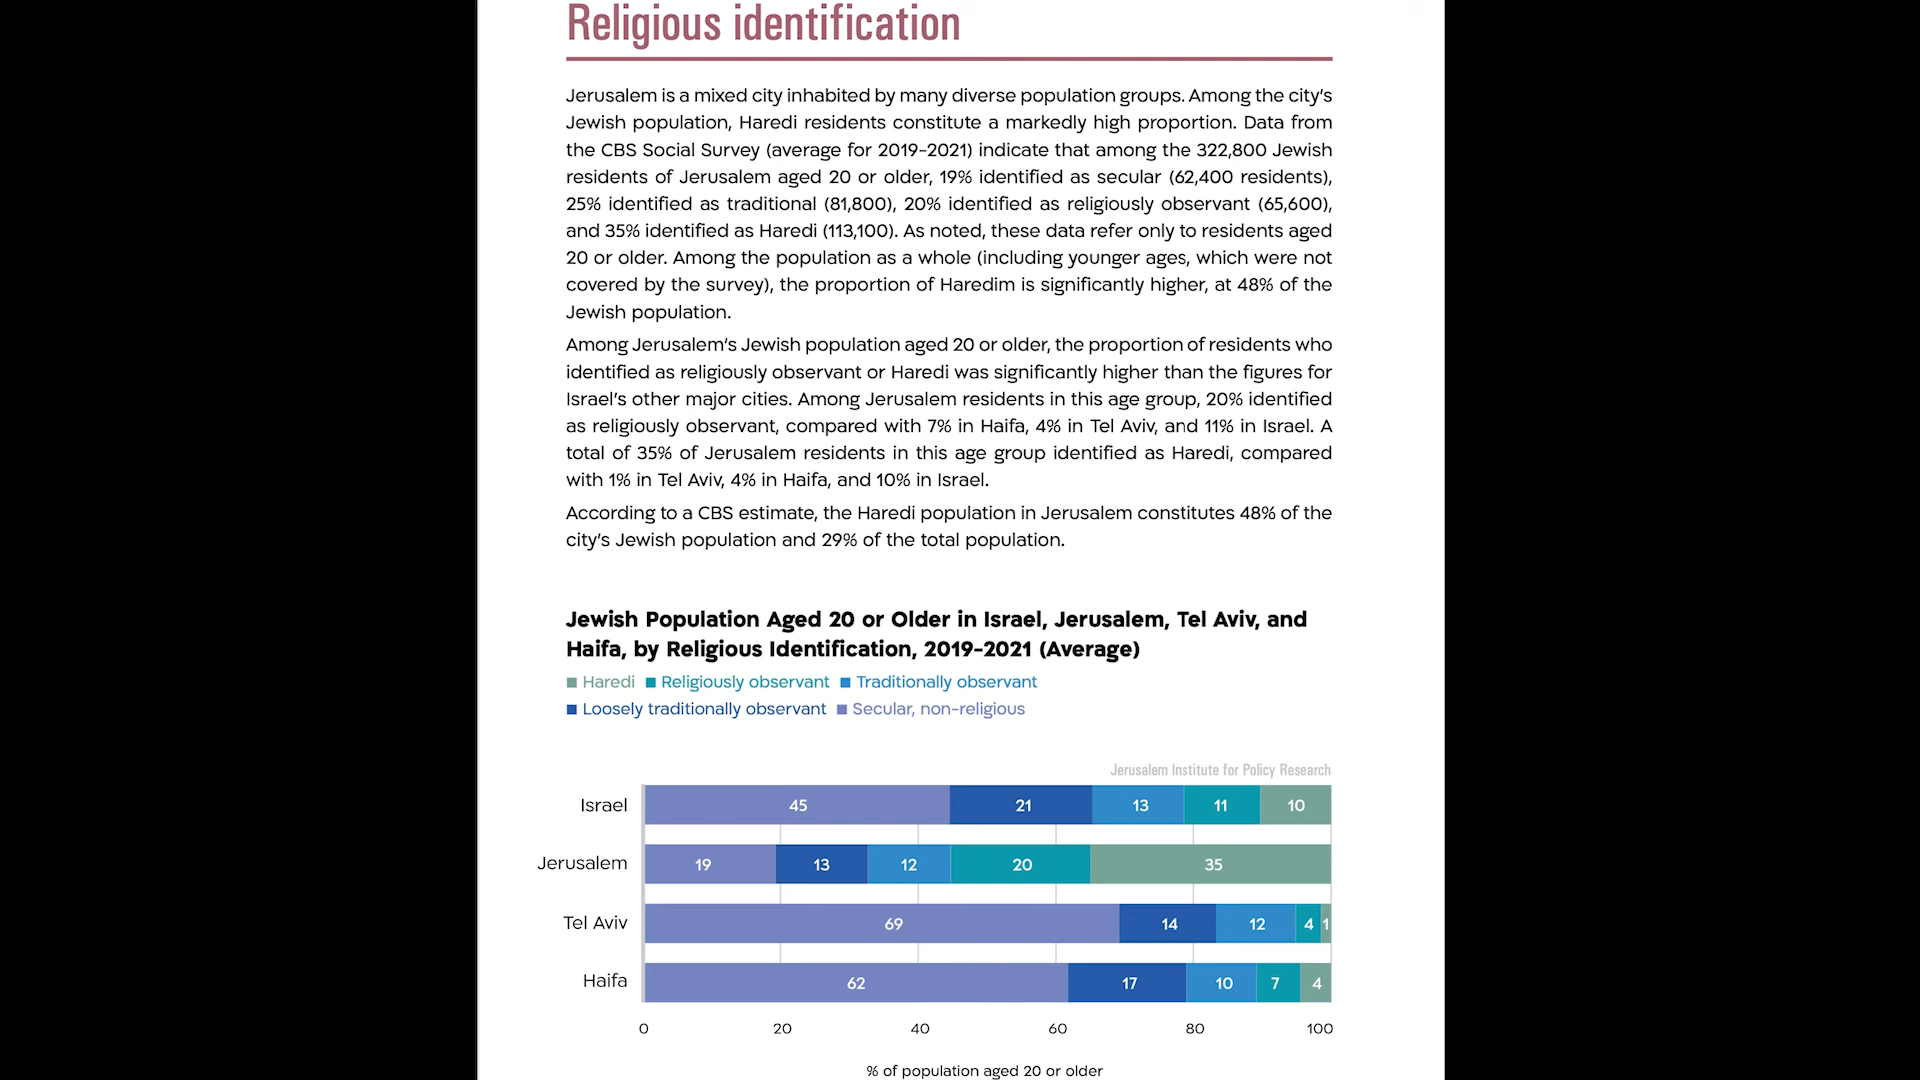 Religious identification
Jerusalem is a mixed city inhabited by many diverse population groups. Among the city's
Jewish population, Haredi residents constitute a markedly high proportion. Data from
the CBS Social Survey (average for 2019-2021) indicate that among the 322,800 Jewish
residents of Jerusalem aged 20 or older, 19% identified as secular (62,400 residents),
25% identified as traditional (81,800), 20% identified as religiously observant (65,600),
and 35% identified as Haredi (113,100). As noted, these data refer only to residents aged
20 or older. Among the population as a whole (including younger ages, which were not
covered by the survey), the proportion of Haredim is significantly higher, at 48% of the
Jewish population.
Among Jerusalem's Jewish population aged 20 or older, the proportion of residents who
identified as religiously observant or Haredi was significantly higher than the figures for
Israel's other major cities. Among Jerusalem residents in this age group, 20% identified
as religiously observant, compared with 7% in Haifa, 4% in Tel Aviv, and 11% in Israel. A
total of 35% of Jerusalem residents in this age group identified as Haredi, compared
with 1% in Tel Aviv, 4% in Haifa, and 10% in Israel.
According to a CBS estimate, the Haredi population in Jerusalem constitutes 48% of the
city's Jewish population and 29% of the total population.
Jewish Population Aged 20 or Older in Israel, Jerusalem, Tel Aviv, and
Haifa, by Religious Identification, 2019-2021 (Average)
Haredi Religiously observant Traditionally observant
Loosely traditionally observant Secular, non-religious
Jerusalem Institute for Policy Research
Israel 45 21 13 11 10
Jerusalem 19 13 12 20 35
Tel Aviv 69 14 12 4 1
Haifa 62 17 10 7 4
0 20 40 60 80 100
% of population aged 20 or older